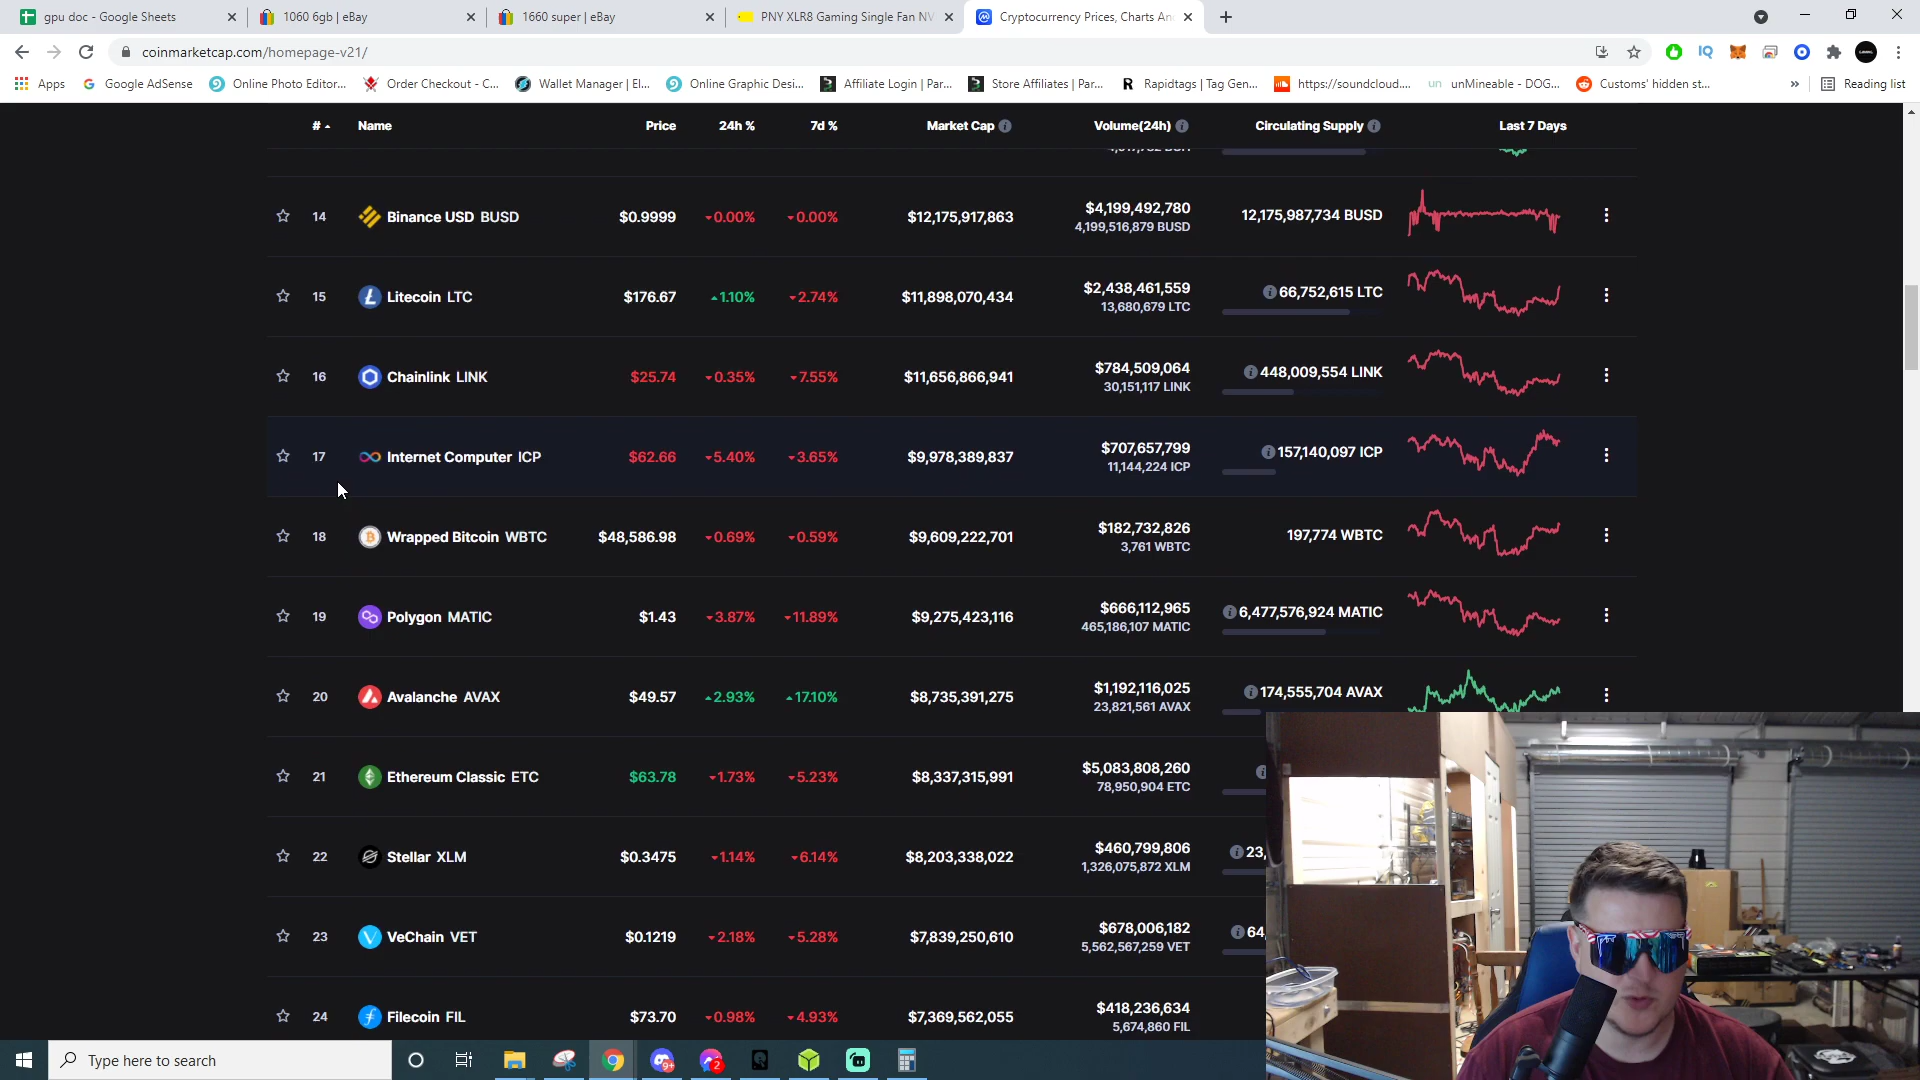 gpu doc - Google Sheets
1060 6gb | eBay
1660 super | eBay
PNY XLR8 Gaming Single Fan NV
Cryptocurrency Prices, Charts An
coinmarketcap.com/homepage-v21/
Apps
Google AdSense
Online Photo Editor...
Order Checkout - C...
Wallet Manager | El...
Online Graphic Desi...
Affiliate Login | Par...
Store Affiliates | Par...
Rapidtags | Tag Gen...
https://soundcloud....
unMineable - DOG...
Customs' hidden st...
»
Reading list
# Name Price 24h % 7d % Market Cap Volume(24h) Circulating Supply Last 7 Days
14 Binance USD BUSD $0.9999 0.00% 0.00% $12,175,917,863 $4,199,492,780 12,175,987,734 BUSD
4,199,516,879 BUSD
15 Litecoin LTC $176.67 1.10% 2.74% $11,898,070,434 $2,438,461,559 66,752,615 LTC
13,680,679 LTC
16 Chainlink LINK $25.74 0.35% 7.55% $11,656,866,941 $784,509,064 448,009,554 LINK
30,151,117 LINK
17 Internet Computer ICP $62.66 5.40% 3.65% $9,978,389,837 $707,657,799 157,140,097 ICP
11,144,224 ICP
18 Wrapped Bitcoin WBTC $48,586.98 0.69% 0.59% $9,609,222,701 $182,732,826 197,774 WBTC
3,761 WBTC
19 Polygon MATIC $1.43 3.87% 11.89% $9,275,423,116 $666,112,965 6,477,576,924 MATIC
465,186,107 MATIC
20 Avalanche AVAX $49.57 2.93% 17.10% $8,735,391,275 $1,192,116,025 174,555,704 AVAX
23,821,561 AVAX
21 Ethereum Classic ETC $63.78 1.73% 5.23% $8,337,315,991 $5,083,808,260
78,950,904 ETC
22 Stellar XLM $0.3475 1.14% 6.14% $8,203,338,022 $460,799,806 23,
1,326,075,872 XLM
23 VeChain VET $0.1219 2.18% 5.28% $7,839,250,610 $678,006,182 64,
5,562,567,259 VET
24 Filecoin FIL $73.70 0.98% 4.93% $7,369,562,055 $418,236,634
5,674,860 FIL
Type here to search
9+
2